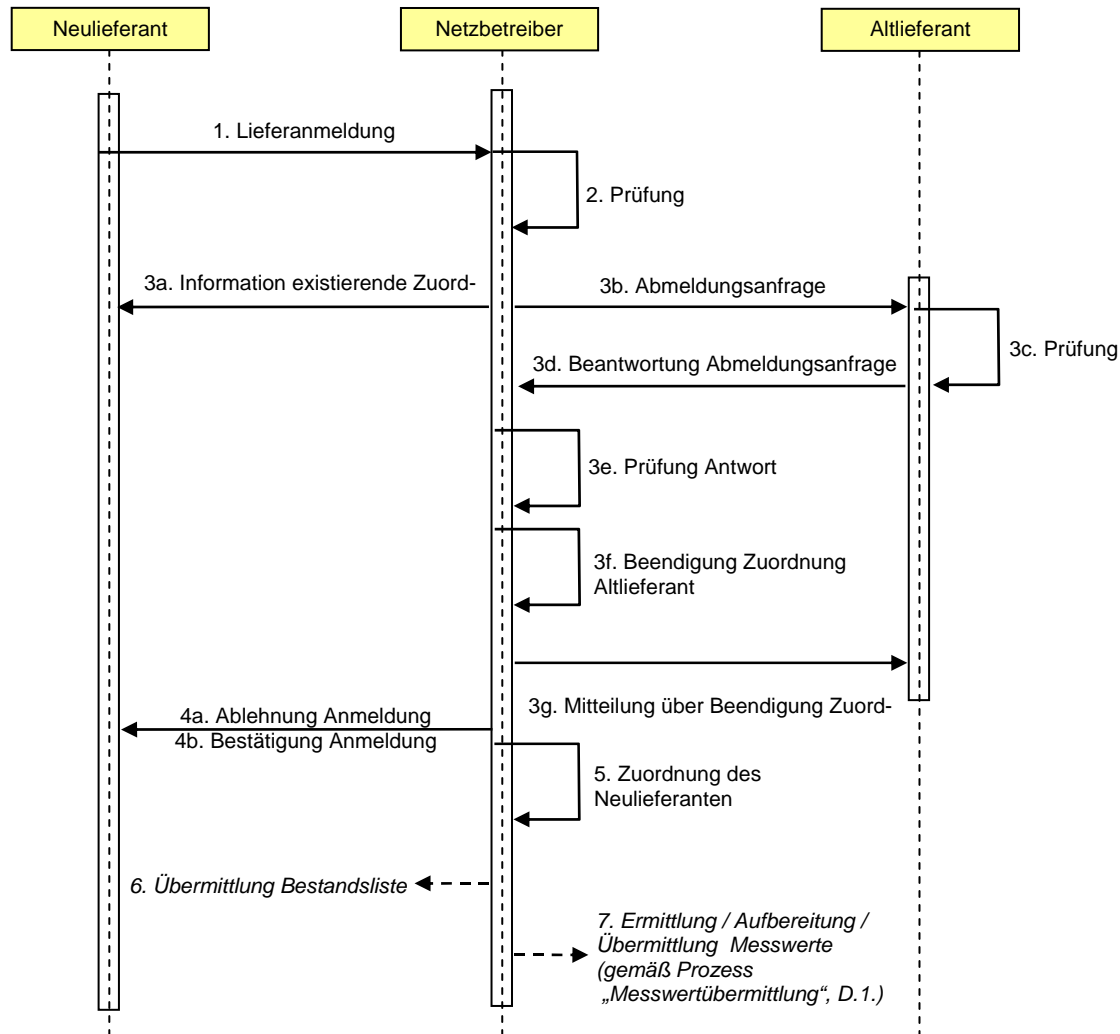 Neulieferant
Netzbetreiber
Altlieferant
1. Lieferanmeldung
2. Prüfung
3a. Information existierende Zuord-
3b. Abmeldungsanfrage
3c. Prüfung
3d. Beantwortung Abmeldungsanfrage
3e. Prüfung Antwort
3f. Beendigung Zuordnung
Altlieferant
3g. Mitteilung über Beendigung Zuord-
4a. Ablehnung Anmeldung
4b. Bestätigung Anmeldung
5. Zuordnung des
Neulieferanten
6. Übermittlung Bestandsliste
7. Ermittlung / Aufbereitung /
Übermittlung Messwerte
(gemäß Prozess
„Messwertübermittlung“, D.1.)